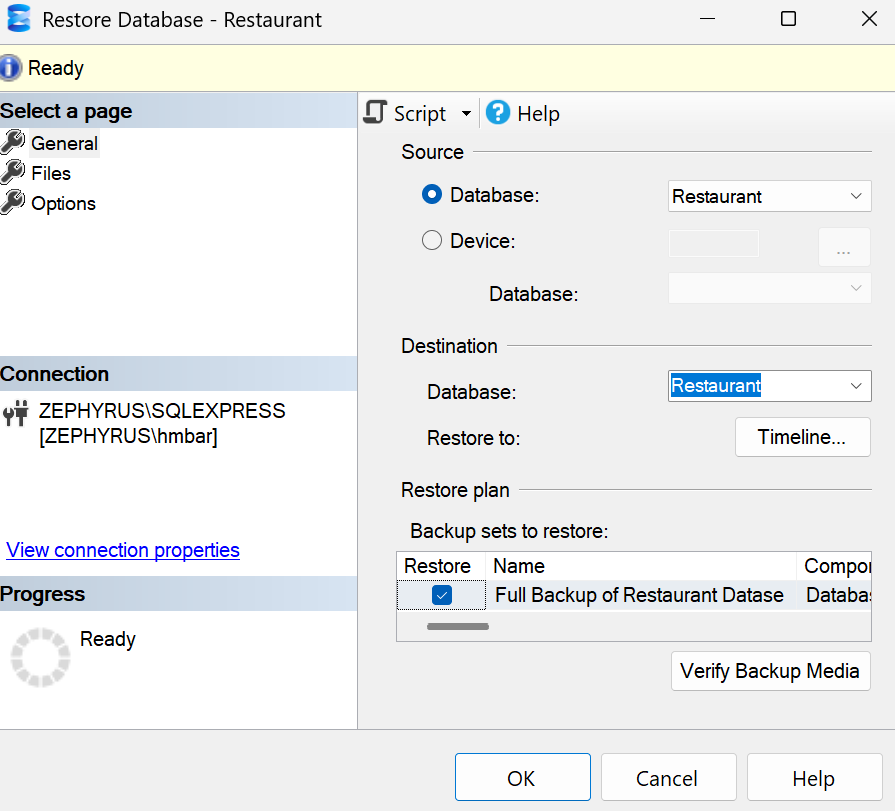 Restore Database - Restaurant
Ready
Select a page
General
Files
Options
Connection
ZEPHYRUS\SQLEXPRESS
[ZEPHYRUS\hmbar]
View connection properties
Progress
Ready
Script
Help
Source
Database:
Restaurant
Device:
...
Database:
Destination
Database:
Restaurant
Restore to:
Timeline...
Restore plan
Backup sets to restore:
Restore Name Compor
Full Backup of Restaurant Datase Databa
Verify Backup Media
OK
Cancel
Help